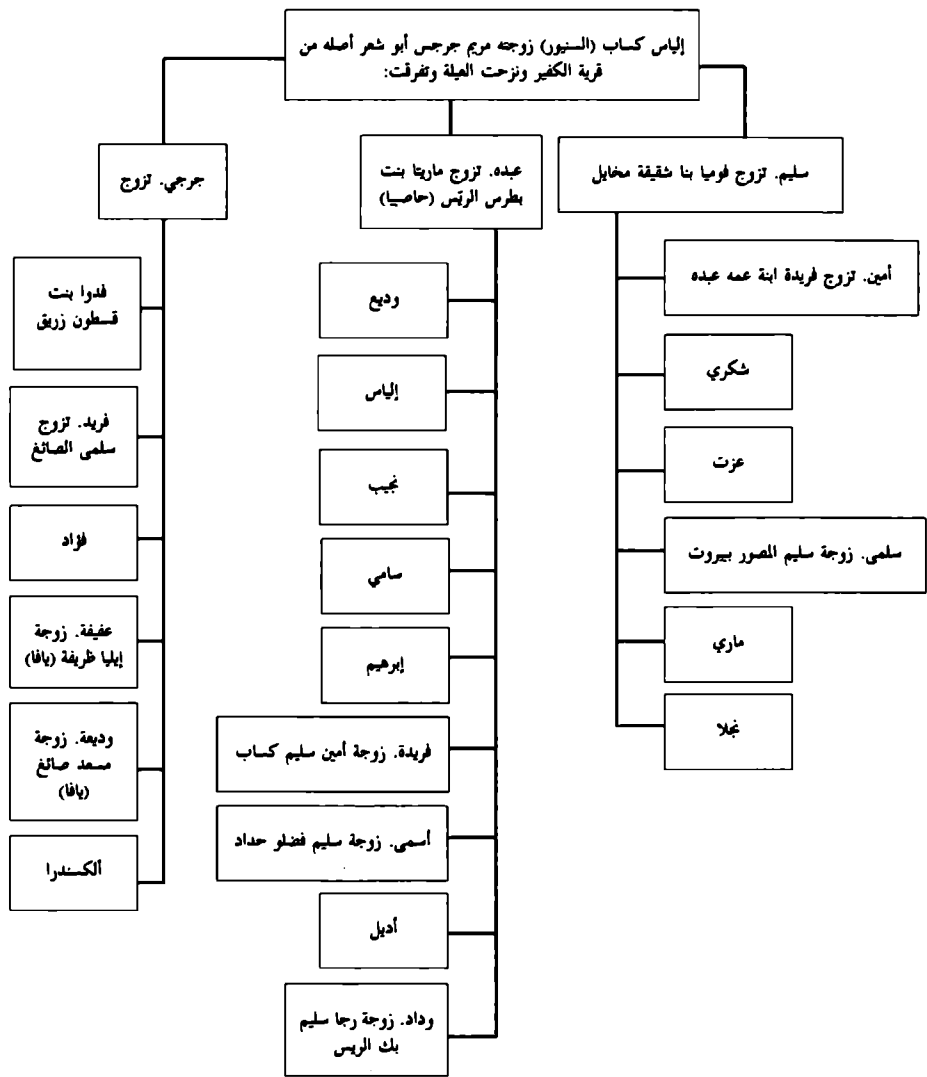 إلياس كساب (السنيور) زوجته مريم جرجس أبو شعر أصله من
قرية الكفير ونزحت العيلة وتفرقت:
سليم. تزوج فوميا بنا شقيقة مخايل
أمين. تزوج فريدة ابنة عمه عبده
شكري
عزت
سلمى. زوجة سليم المصور ببيروت
ماري
نجلا
عبده. تزوج ماريتا بنت
بطرس الريّس (حاصبيا)
وديع
إلياس
نجيب
سامي
إبرهيم
فريدة. زوجة أمين سليم كساب
أسمى. زوجة سليم فضلو حداد
أديل
وداد. زوجة رجا سليم
بك الريس
جرجي. تزوج
فدوا بنت
قسطون زريق
فريد. تزوج
سلمى الصائغ
فؤاد
عفيفة. زوجة
إيليا ظريفة (يافا)
وديعة. زوجة
مسعد صائغ
(يافا)
ألكسندرا